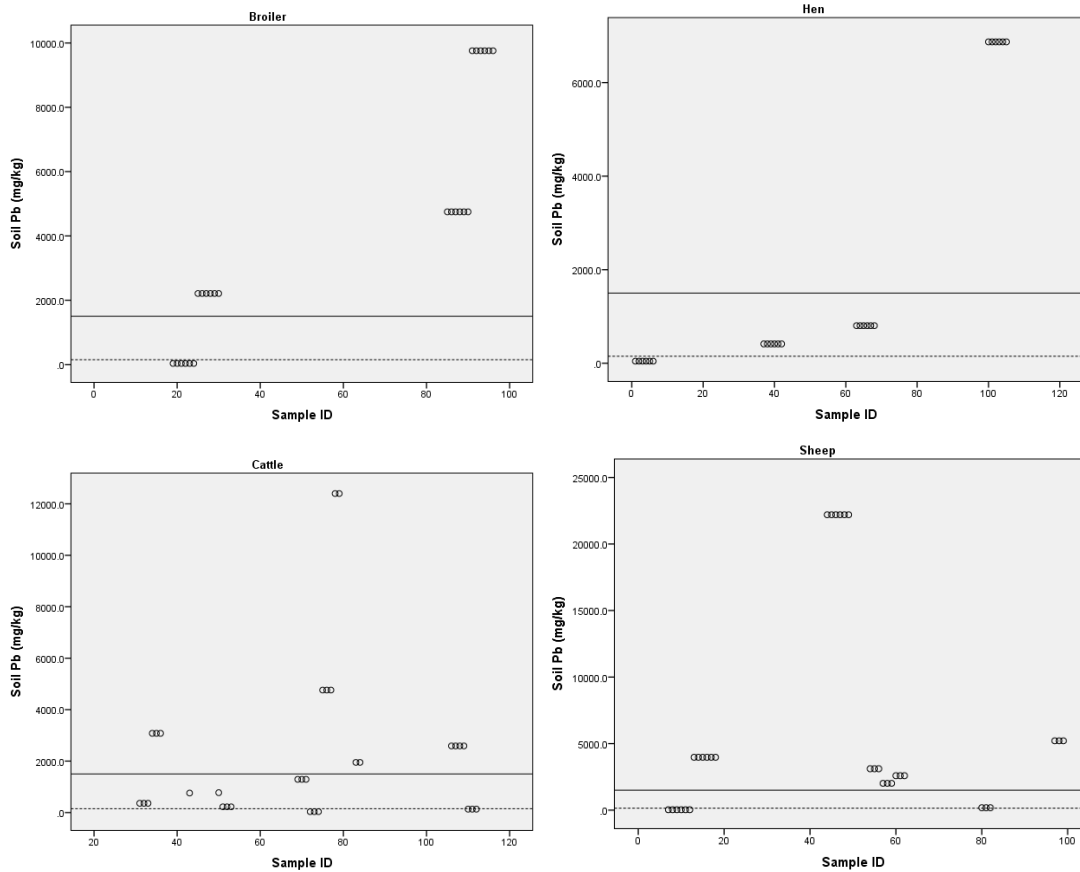 Broiler
Soil Pb (mg/kg)
10000.0
8000.0
6000.0
4000.0
2000.0
.0
0 20 40 60 80 100
Sample ID
Hen
Soil Pb (mg/kg)
6000.0
4000.0
2000.0
.0
0 20 40 60 80 100 120
Sample ID
Cattle
Soil Pb (mg/kg)
12000.0
10000.0
8000.0
6000.0
4000.0
2000.0
.0
20 40 60 80 100 120
Sample ID
Sheep
Soil Pb (mg/kg)
25000.0
20000.0
15000.0
10000.0
5000.0
.0
0 20 40 60 80 100
Sample ID